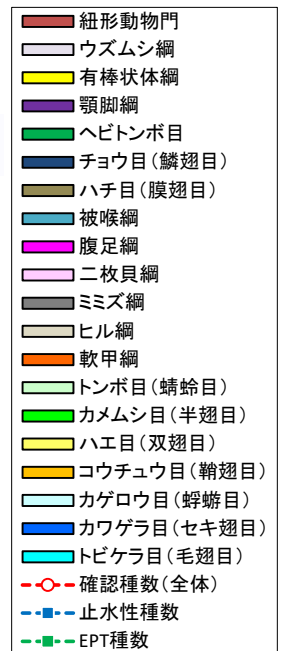 紐形動物門
ウズムシ綱
有棒状体綱
顎脚綱
ヘビトンボ目
チョウ目(鱗翅目)
ハチ目(膜翅目)
被喉綱
腹足綱
二枚貝綱
ミミズ綱
ヒル綱
軟甲綱
トンボ目(蜻蛉目)
カメムシ目(半翅目)
ハエ目(双翅目)
コウチュウ目(鞘翅目)
カゲロウ目(蜉蝣目)
カワゲラ目(セキ翅目)
トビケラ目(毛翅目)
確認種数(全体)
止水性種数
EPT種数